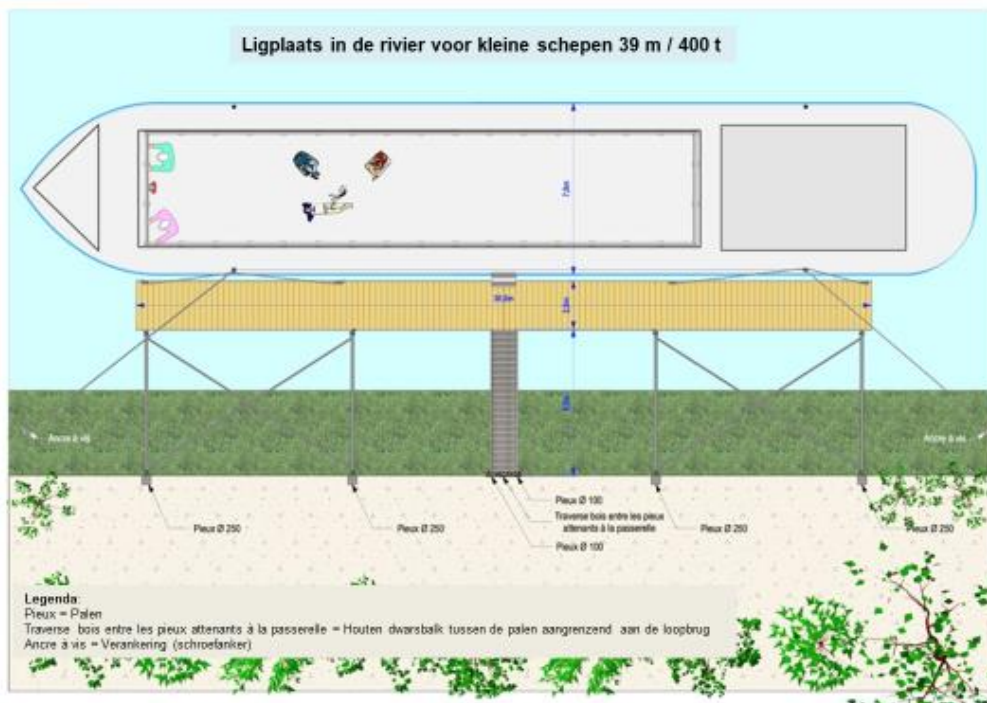 Ligplaats in de rivier voor kleine schepen 39 m / 400 t
Ancre à vis
Ancre à vis
Pieux Ø 100
Traverse bois entre les pieux
attenants à la passerelle
Pieux Ø 100
Pieux Ø 250
Pieux Ø 250
Pieux Ø 250
Pieux Ø 250
Legenda:
Pieux = Palen
Traverse bois entre les pieux attenants à la passerelle = Houten dwarsbalk tussen de palen aangrenzend aan de loopbrug
Ancre à vis = Verankering (schroefanker)